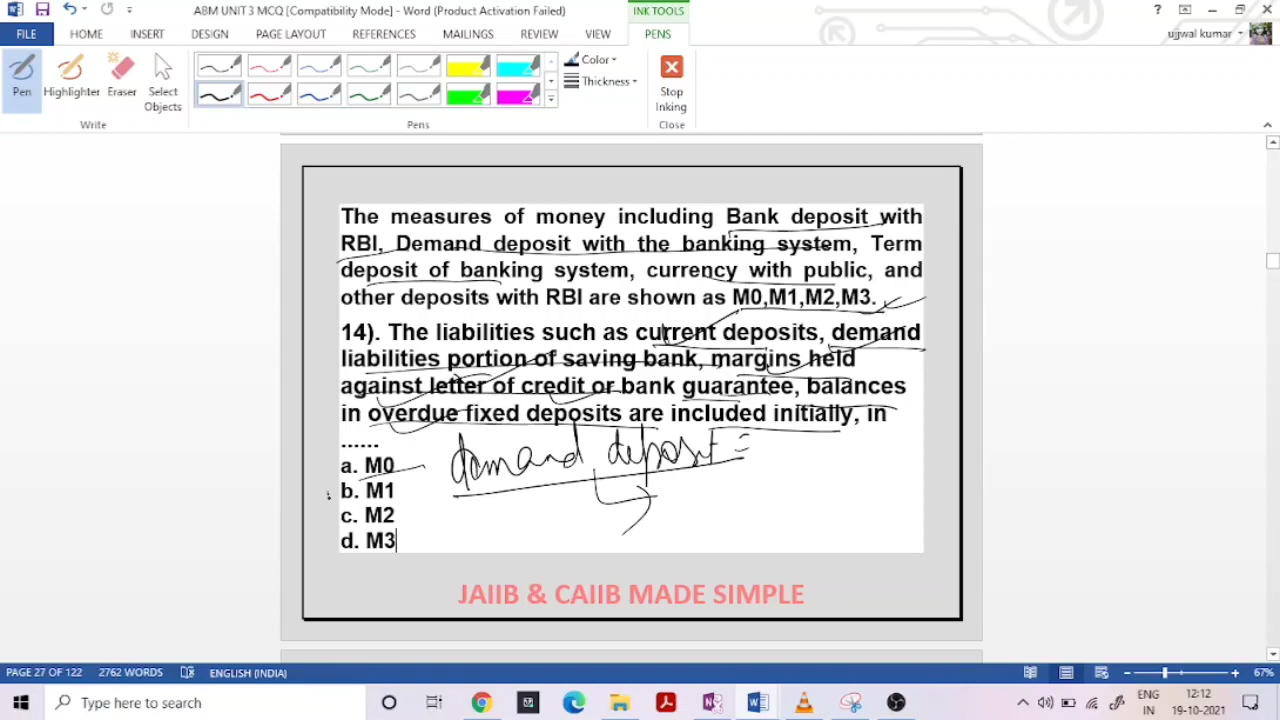 ABM UNIT 3 MCQ [Compatibility Mode] - Word (Product Activation Failed)
INK TOOLS
FILE HOME INSERT DESIGN PAGE LAYOUT REFERENCES MAILINGS REVIEW VIEW PENS
ujjwal kumar
Pen
Highlighter
Eraser
Select Objects
Color
Thickness
Stop Inking
Write
Pens
Close
The measures of money including Bank deposit with
RBI, Demand deposit with the banking system, Term
deposit of banking system, currency with public, and
other deposits with RBI are shown as M0,M1,M2,M3.
14). The liabilities such as current deposits, demand
liabilities portion of saving bank, margins held
against letter of credit or bank guarantee, balances
in overdue fixed deposits are included initially, in
......
demand deposit =
a. M0
b. M1
c. M2
d. M3
JAIIB & CAIIB MADE SIMPLE
PAGE 27 OF 122 2762 WORDS ENGLISH (INDIA) 67%
Type here to search
ENG
IN
12:12
19-10-2021